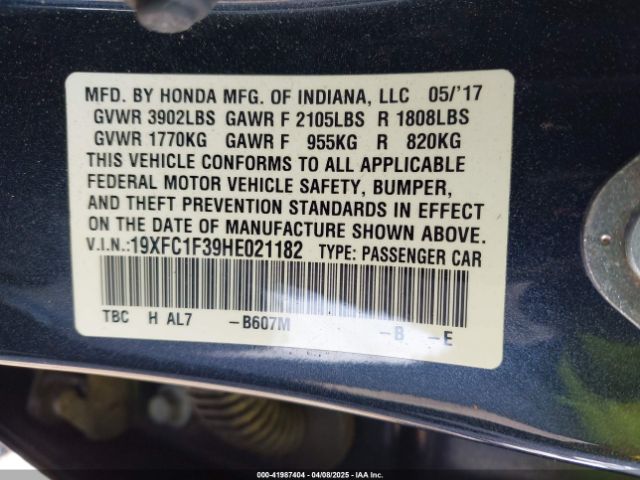 MFD. BY HONDA MFG. OF INDIANA, LLC 05/'17
GVWR 3902LBS GAWR F 2105LBS R 1808LBS
GVWR 1770KG GAWR F 955KG R 820KG
THIS VEHICLE CONFORMS TO ALL APPLICABLE
FEDERAL MOTOR VEHICLE SAFETY, BUMPER,
AND THEFT PREVENTION STANDARDS IN EFFECT
ON THE DATE OF MANUFACTURE SHOWN ABOVE.
V.I.N.:19XFC1F39HE021182 TYPE: PASSENGER CAR
TBC H AL7 -B607M -B -E
000-41987404 - 04/08/2025 - IAAI.COM